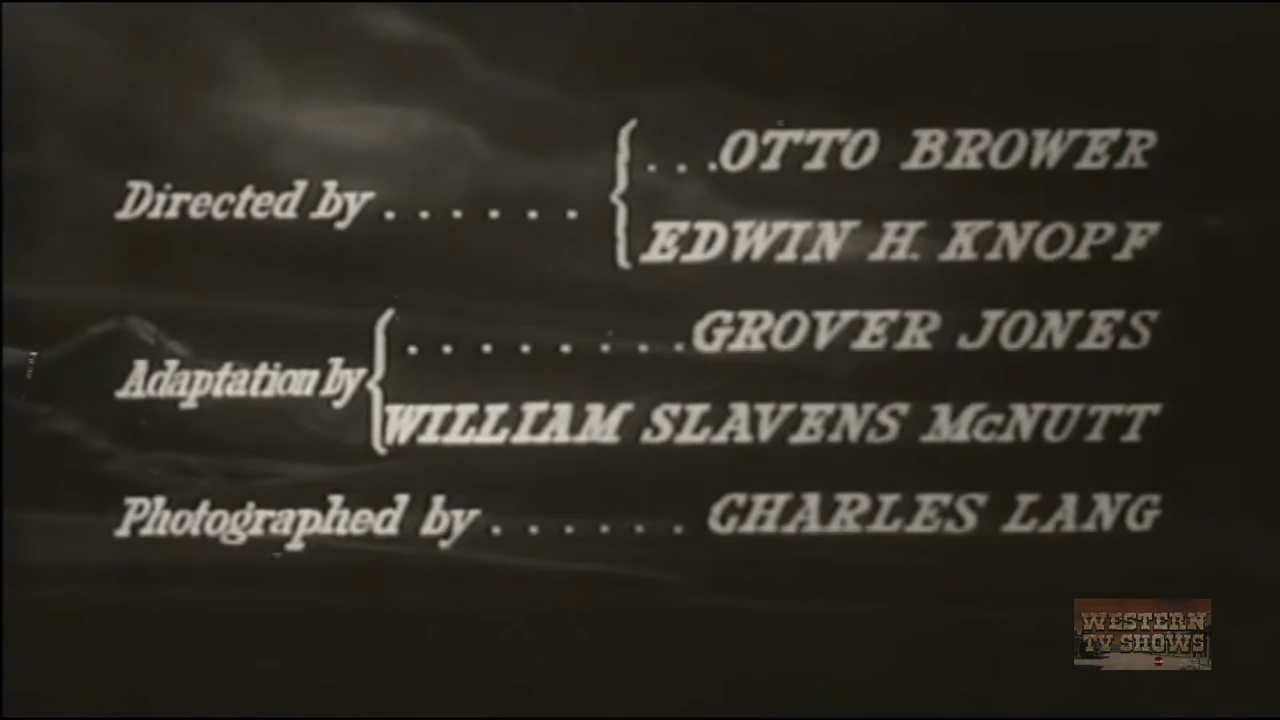 Directed by . . . . . . { . . .OTTO BROWER
EDWIN H. KNOPF
Adaptation by { . . . . . . . .GROVER JONES
WILLIAM SLAVENS McNUTT
Photographed by . . . . . . CHARLES LANG
WESTERN
TV SHOWS